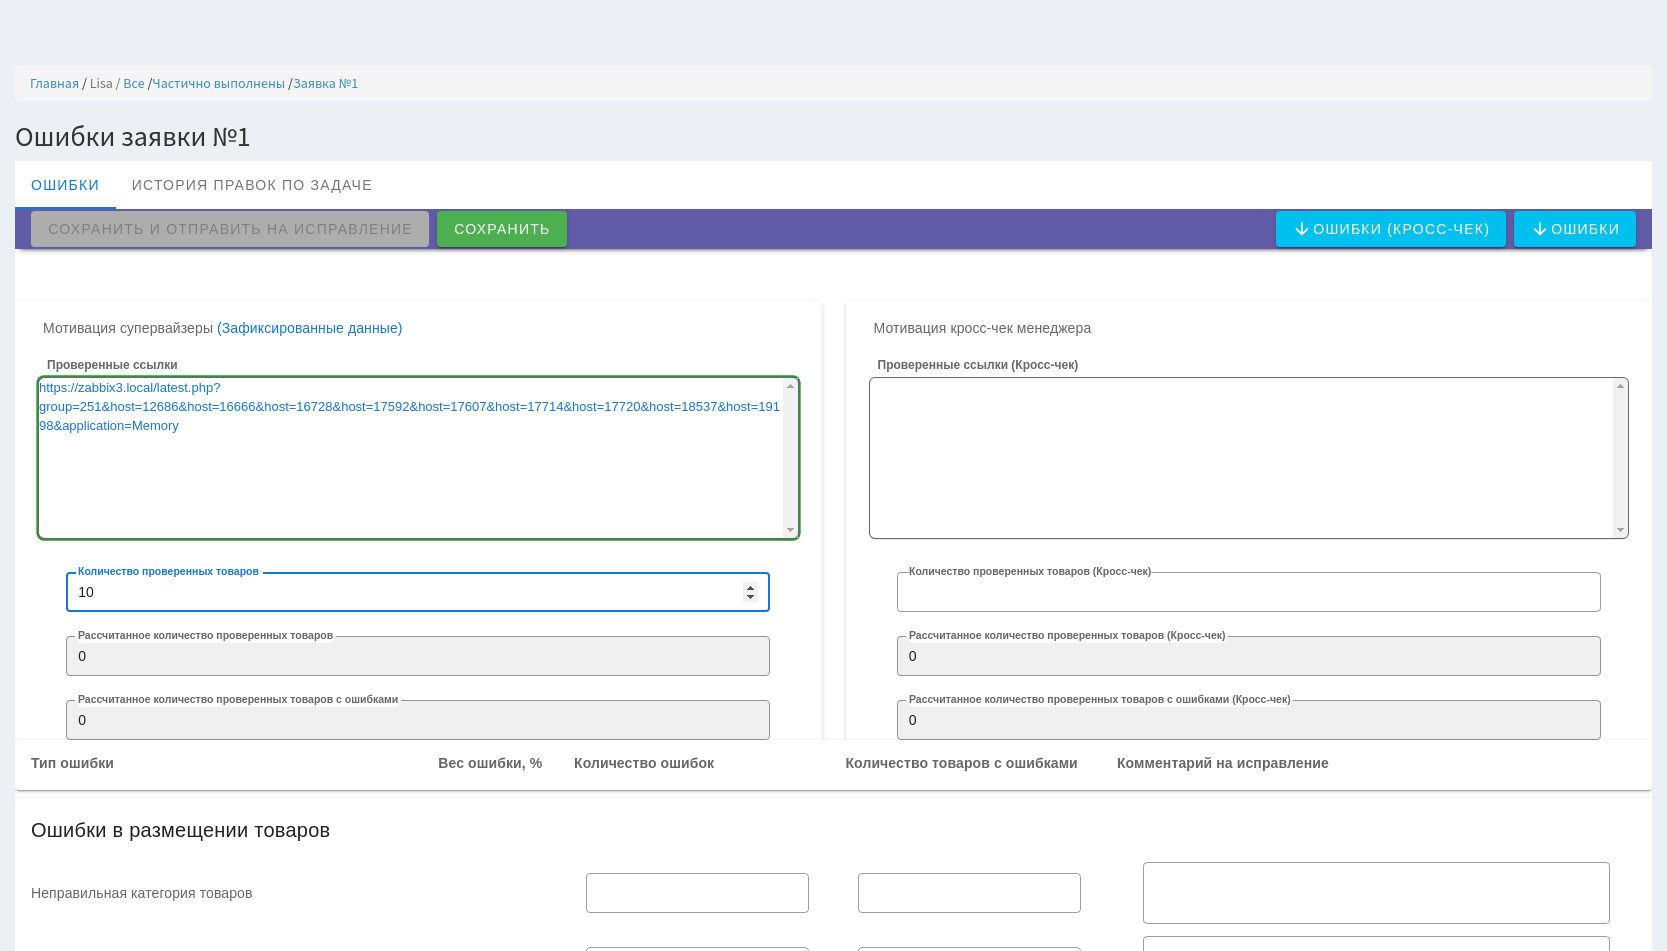 Главная / Lisa / Все /Частично выполнены /Заявка №1
Ошибки заявки №1
ОШИБКИ ИСТОРИЯ ПРАВОК ПО ЗАДАЧЕ
СОХРАНИТЬ И ОТПРАВИТЬ НА ИСПРАВЛЕНИЕ СОХРАНИТЬ ОШИБКИ (КРОСС-ЧЕК) ОШИБКИ
Мотивация супервайзеры (Зафиксированные данные)
Проверенные ссылки
https://zabbix3.local/latest.php?
group=251&host=12686&host=16666&host=16728&host=17592&host=17607&host=17714&host=17720&host=18537&host=191
98&application=Memory
Количество проверенных товаров
10
Рассчитанное количество проверенных товаров
0
Рассчитанное количество проверенных товаров с ошибками
0
Мотивация кросс-чек менеджера
Проверенные ссылки (Кросс-чек)
Количество проверенных товаров (Кросс-чек)
Рассчитанное количество проверенных товаров (Кросс-чек)
0
Рассчитанное количество проверенных товаров с ошибками (Кросс-чек)
0
Тип ошибки Вес ошибки, % Количество ошибок Количество товаров с ошибками Комментарий на исправление
Ошибки в размещении товаров
Неправильная категория товаров